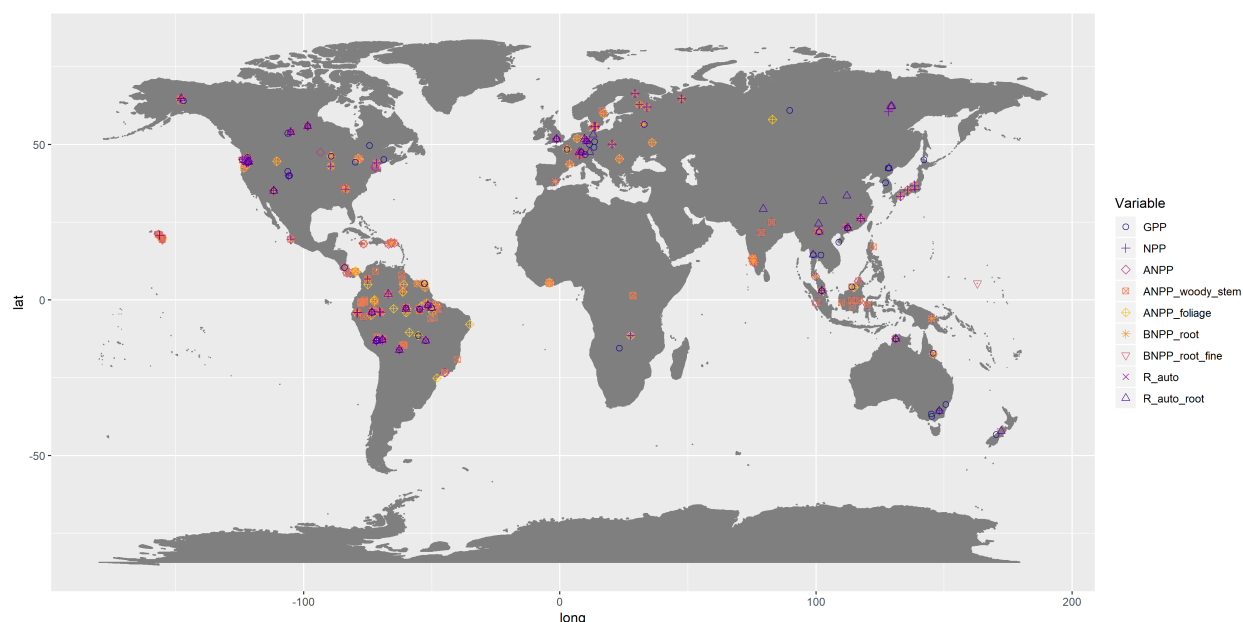 50
0
-50
lat
-100
0
100
200
long
Variable
GPP
NPP
ANPP
ANPP_woody_stem
ANPP_foliage
BNPP_root
BNPP_root_fine
R_auto
R_auto_root